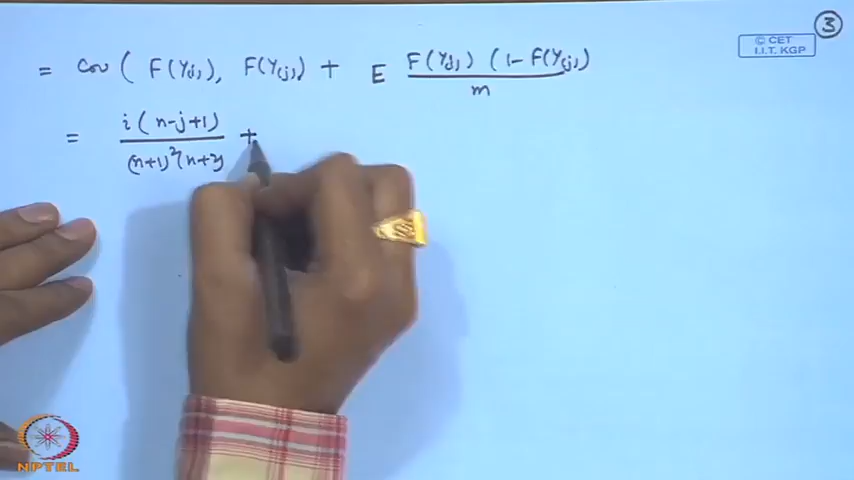 ③
© CET
I.I.T. KGP
= Cov ( F(Y(i)), F(Y(j)) + E F(Y(i)) (1-F(Y(j)) / m
= i(n-j+1) / (n+1)²(n+2) +
NPTEL